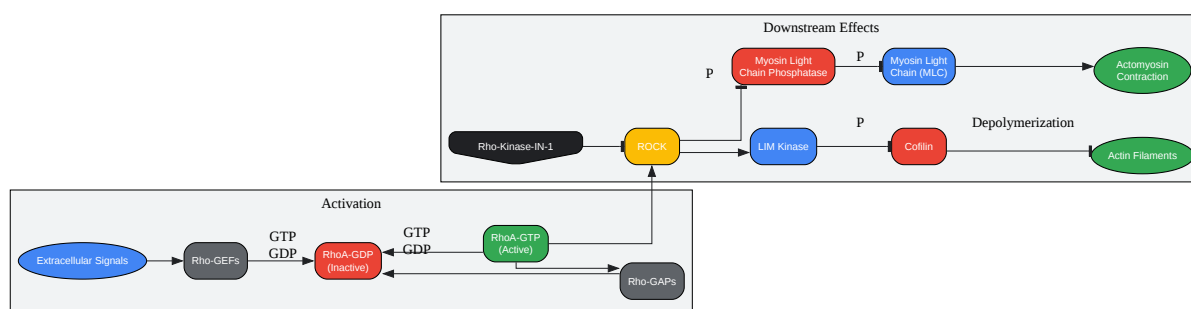 Downstream Effects
P
Myosin Light
Chain Phosphatase
P
Myosin Light
Chain (MLC)
Actomyosin
Contraction
Rho-Kinase-IN-1
ROCK
LIM Kinase
P
Cofilin
Depolymerization
Actin Filaments
Activation
Extracellular Signals
Rho-GEFs
GTP
GDP
RhoA-GDP
(Inactive)
GTP
GDP
RhoA-GTP
(Active)
Rho-GAPs